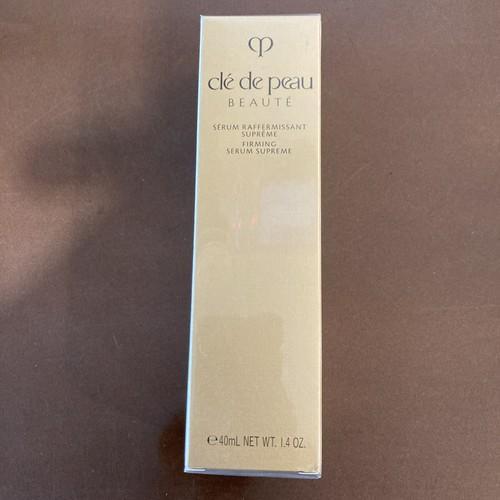 clé de peau
BEAUTÉ
SÉRUM RAFFERMISSANT
SUPRÊME
FIRMING
SERUM SUPREME
℮40mL NET WT. 1.4 OZ.